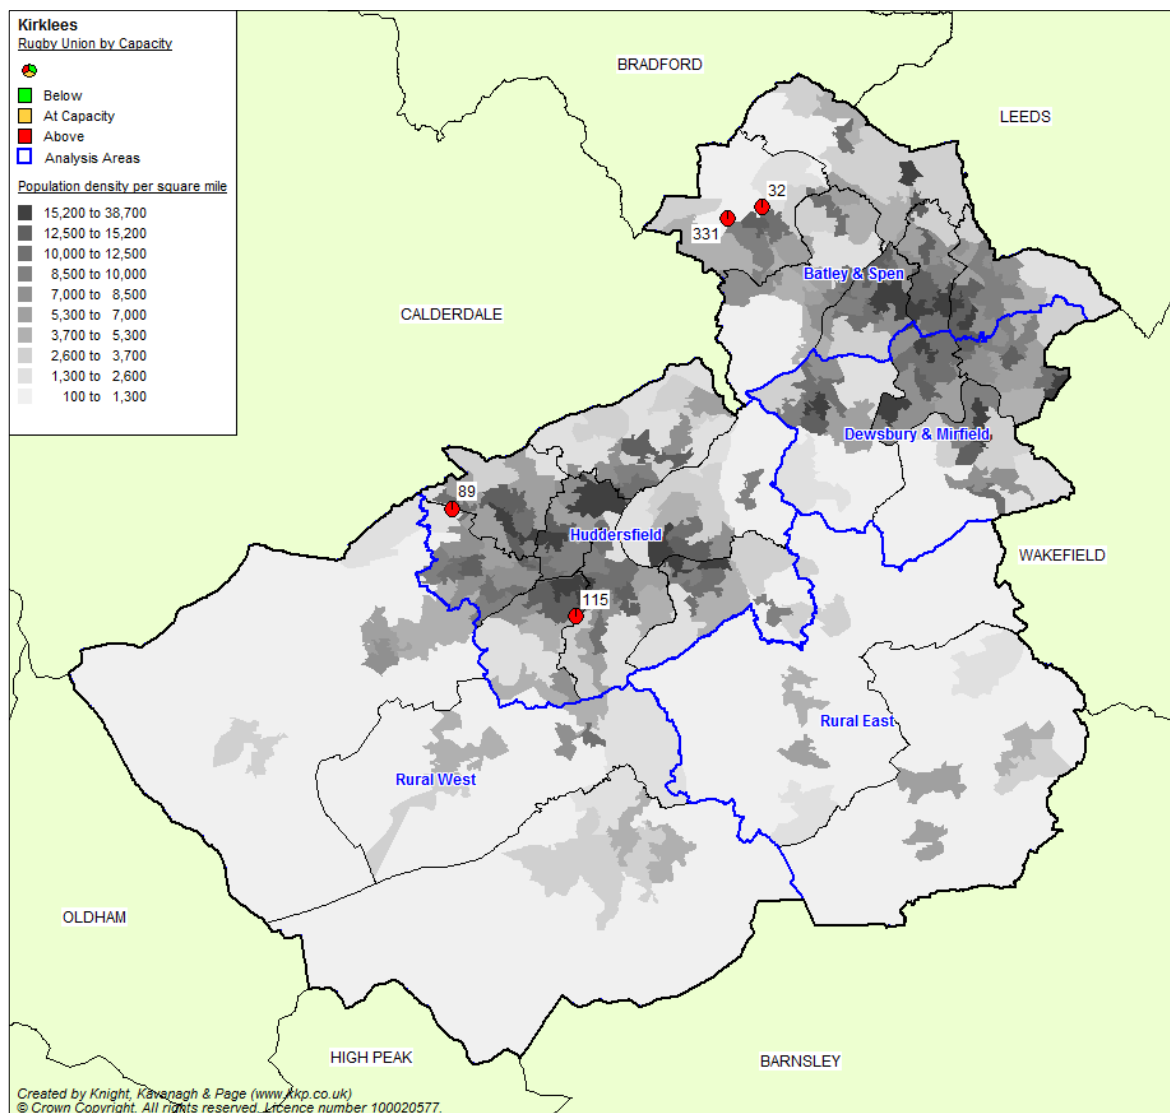 Kirklees
Rugby Union by Capacity
Below
At Capacity
Above
Analysis Areas
Population density per square mile
15,200 to 38,700
12,500 to 15,200
10,000 to 12,500
8,500 to 10,000
7,000 to 8,500
5,300 to 7,000
3,700 to 5,300
2,600 to 3,700
1,300 to 2,600
100 to 1,300
BRADFORD
LEEDS
32
331
Batley & Spen
CALDERDALE
Dewsbury & Mirfield
89
Huddersfield
WAKEFIELD
115
Rural East
Rural West
OLDHAM
HIGH PEAK
BARNSLEY
Created by Knight, Kavanagh & Page (www.kkp.co.uk)
© Crown Copyright. All rights reserved. Licence number 100020577.